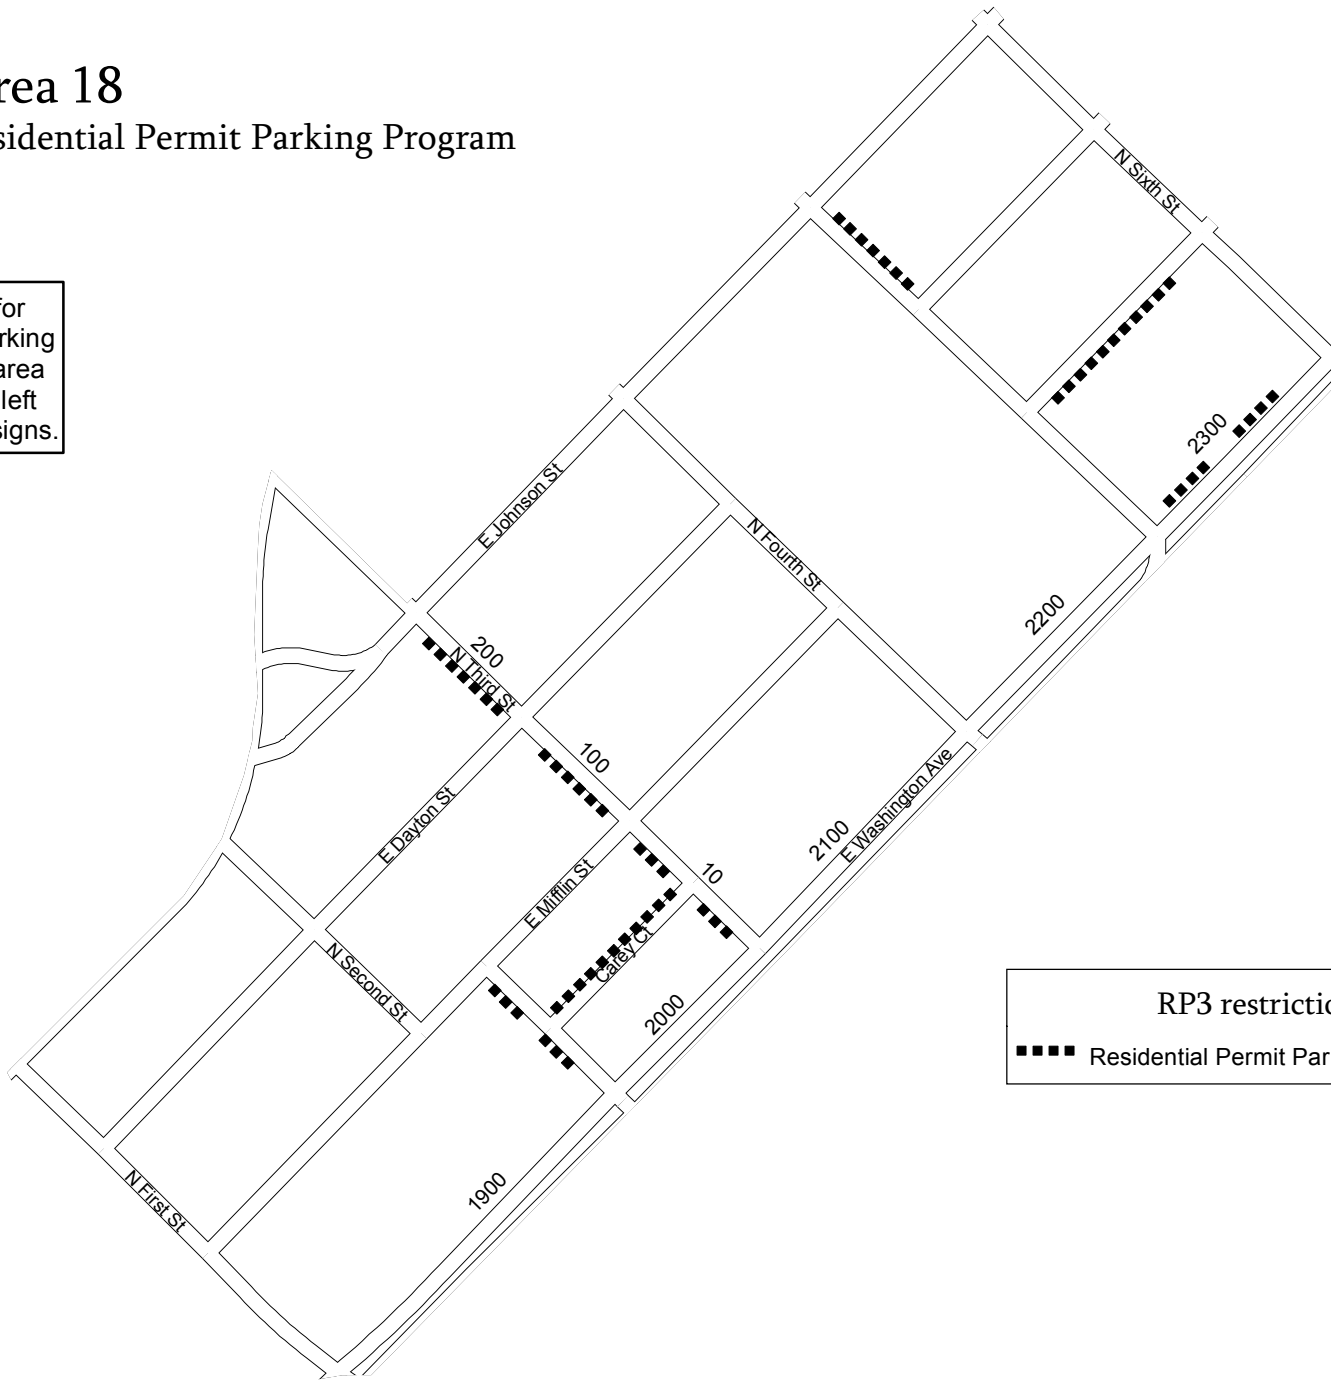 rea 18
sidential Permit Parking Program
for
rking
area
left
signs.
N Sixth St
2300
E Johnson St
N Fourth St
2200
200
N Third St
100
E Dayton St
E Washington Ave
2100
10
E Mifflin St
Carey Ct
N Second St
2000
RP3 restrictio
Residential Permit Par
1900
N First St